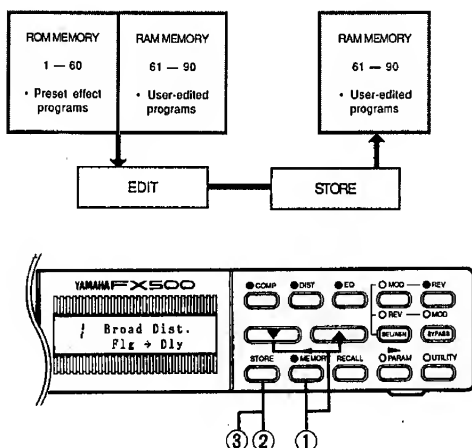 ROM MEMORY
1 — 60
• Preset effect
programs
RAM MEMORY
61 — 90
• User-edited
programs
RAM MEMORY
61 — 90
• User-edited
programs
EDIT
STORE
YAMAHA FX500
1 Broad Dist.
Flg → Dly
COMP
DIST
EQ
MOD
REV
REV
MOD
BYPASS
STORE
MEMORY
RECALL
PARAM
UTILITY
③ ② ①